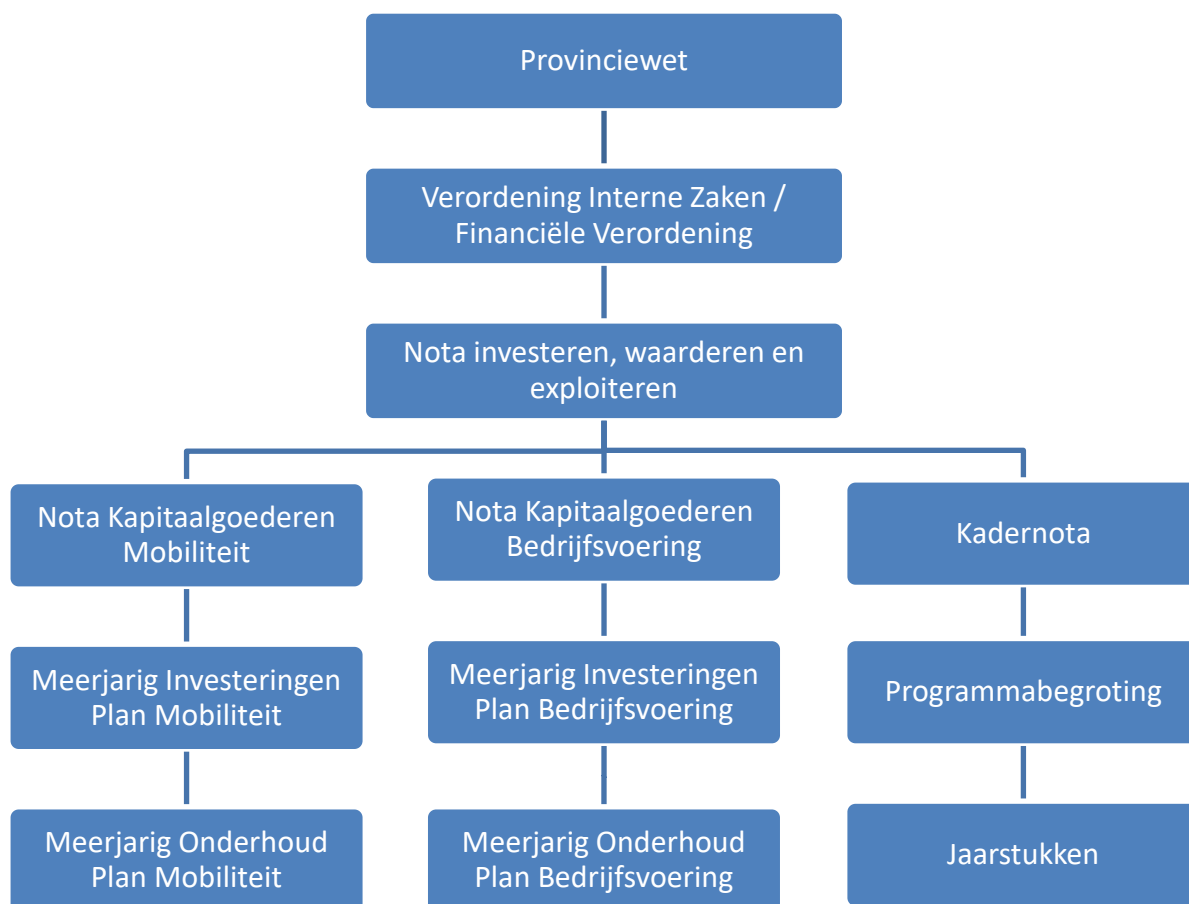 Provinciewet
Verordening Interne Zaken /
Financiële Verordening
Nota investeren, waarderen en
exploiteren
Nota Kapitaalgoederen
Mobiliteit
Nota Kapitaalgoederen
Bedrijfsvoering
Kadernota
Meerjarig Investeringen
Plan Mobiliteit
Meerjarig Investeringen
Plan Bedrijfsvoering
Programmabegroting
Meerjarig Onderhoud
Plan Mobiliteit
Meerjarig Onderhoud
Plan Bedrijfsvoering
Jaarstukken